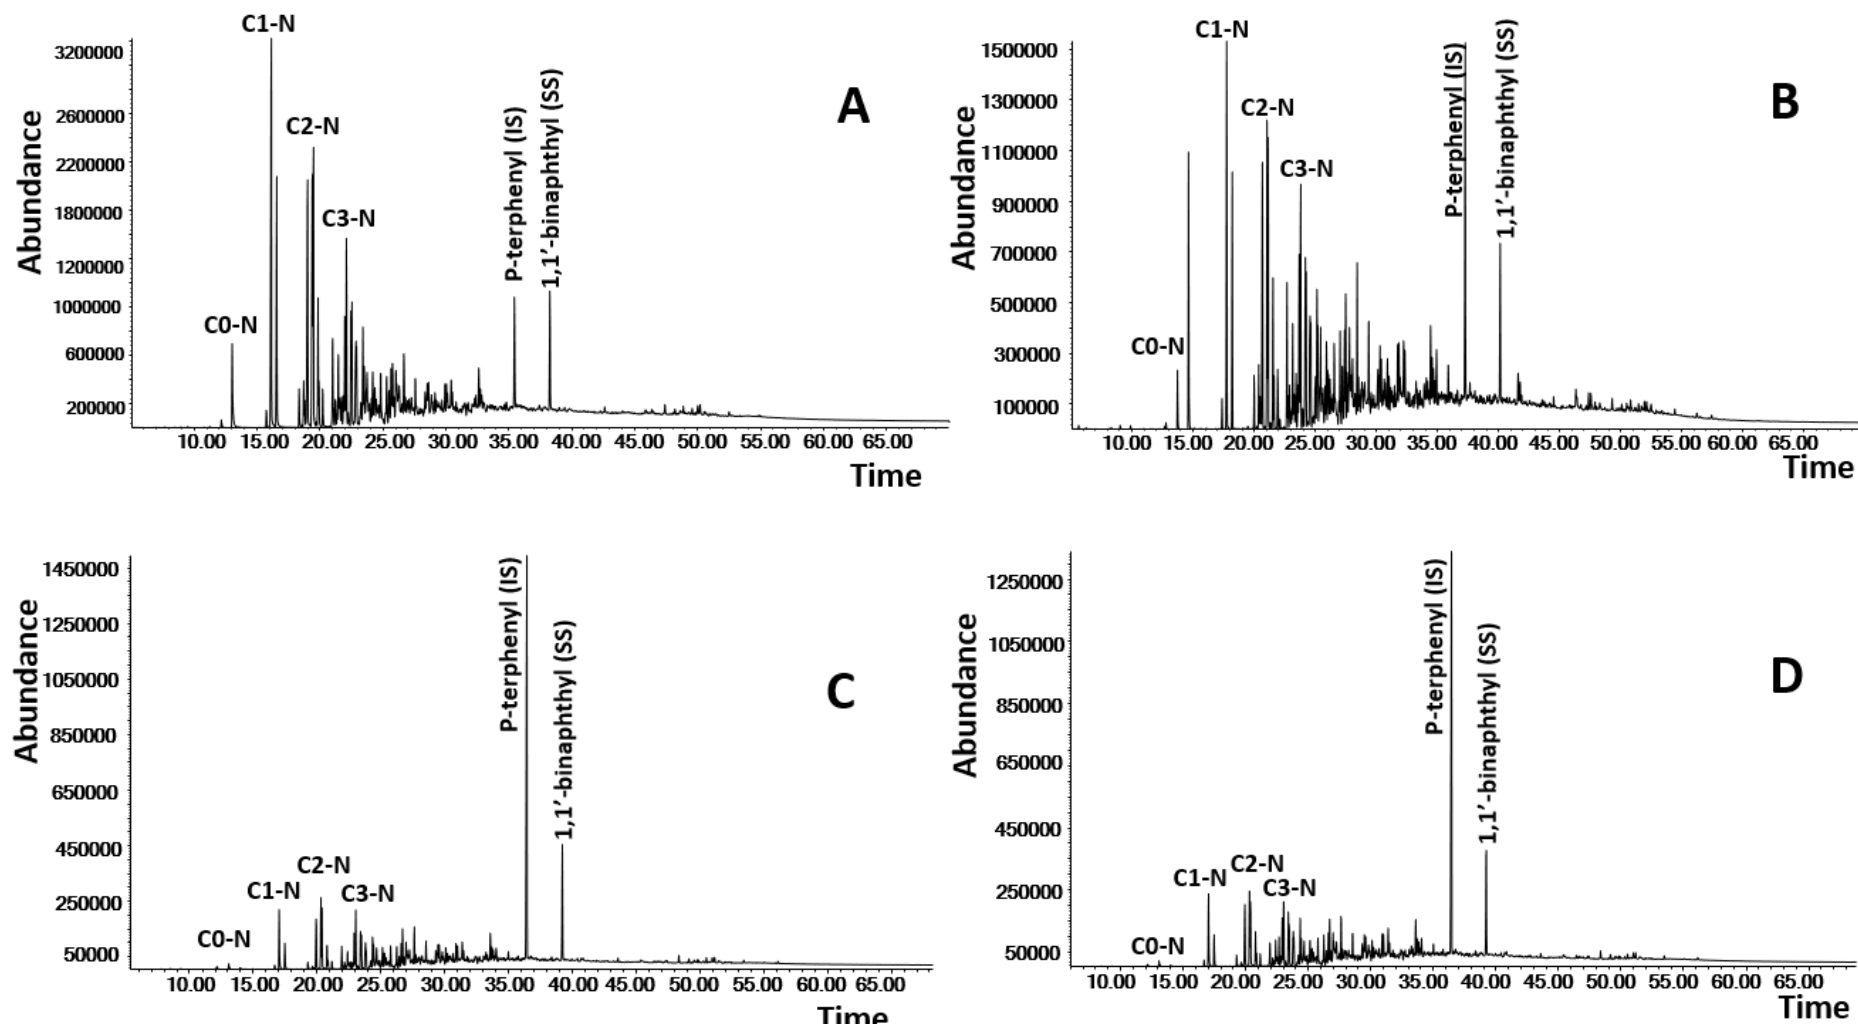 C1-N
C2-N
C3-N
C0-N
P-terphenyl (IS)
1,1′-binaphthyl (SS)
A
Abundance
3200000
2600000
2200000
1800000
1200000
1000000
600000
200000
10.00 15.00 20.00 25.00 30.00 35.00 40.00 45.00 50.00 55.00 60.00 65.00
Time
C1-N
C2-N
C3-N
C0-N
P-terphenyl (IS)
1,1′-binaphthyl (SS)
B
Abundance
1500000
1300000
1100000
900000
700000
500000
300000
100000
10.00 15.00 20.00 25.00 30.00 35.00 40.00 45.00 50.00 55.00 60.00 65.00
Time
C0-N
C1-N
C2-N
C3-N
P-terphenyl (IS)
1,1′-binaphthyl (SS)
C
Abundance
1450000
1250000
1050000
850000
650000
450000
250000
50000
10.00 15.00 20.00 25.00 30.00 35.00 40.00 45.00 50.00 55.00 60.00 65.00
Time
C0-N
C1-N
C2-N
C3-N
P-terphenyl (IS)
1,1′-binaphthyl (SS)
D
Abundance
1250000
1050000
850000
650000
450000
250000
50000
10.00 15.00 20.00 25.00 30.00 35.00 40.00 45.00 50.00 55.00 60.00 65.00
Time